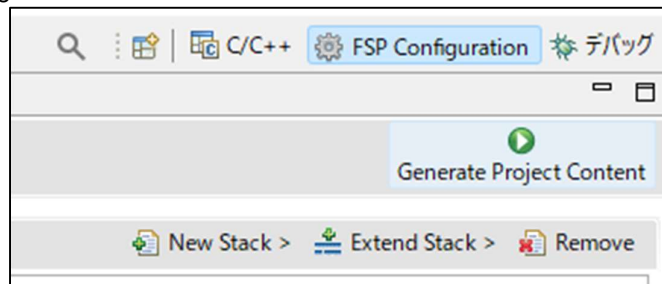 C/C++ FSP Configuration デバッグ
Generate Project Content
New Stack > Extend Stack > Remove